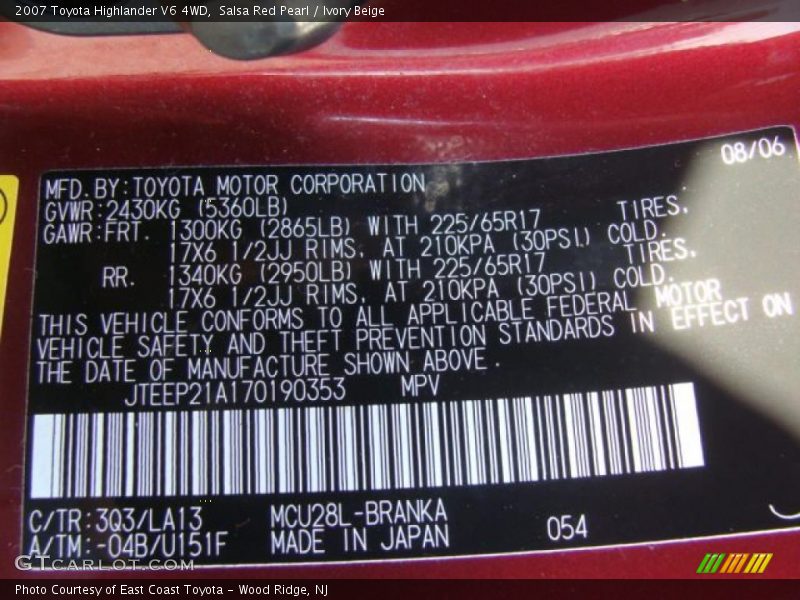 2007 Toyota Highlander V6 4WD, Salsa Red Pearl / Ivory Beige
08/06
MFD.BY:TOYOTA MOTOR CORPORATION
GVWR:2430KG (5360LB)
GAWR:FRT. 1300KG (2865LB) WITH 225/65R17 TIRES,
17X6 1/2JJ RIMS, AT 210KPA (30PSI) COLD.
RR. 1340KG (2950LB) WITH 225/65R17 TIRES,
17X6 1/2JJ RIMS, AT 210KPA (30PSI) COLD.
THIS VEHICLE CONFORMS TO ALL APPLICABLE FEDERAL MOTOR
VEHICLE SAFETY AND THEFT PREVENTION STANDARDS IN EFFECT ON
THE DATE OF MANUFACTURE SHOWN ABOVE.
JTEEP21A170190353 MPV
C/TR:3Q3/LA13 MCU28L-BRANKA
A/TM:-04B/U151F MADE IN JAPAN 054
GTCARLOT.COM
Photo Courtesy of East Coast Toyota - Wood Ridge, NJ